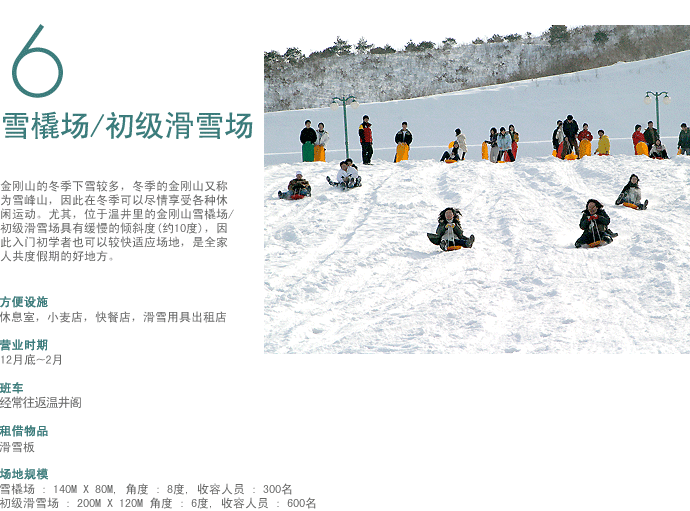 6
雪橇场/初级滑雪场
金刚山的冬季下雪较多，冬季的金刚山又称
为雪峰山，因此在冬季可以尽情享受各种休
闲运动。尤其，位于温井里的金刚山雪橇场/
初级滑雪场具有缓慢的倾斜度(约10度)，因
此入门初学者也可以较快适应场地，是全家
人共度假期的好地方。
方便设施
休息室，小麦店，快餐店，滑雪用具出租店
营业时期
12月底~2月
班车
经常往返温井阁
租借物品
滑雪板
场地规模
雪橇场 : 140M X 80M, 角度 : 8度, 收容人员 : 300名
初级滑雪场 : 200M X 120M 角度 : 6度, 收容人员 : 600名